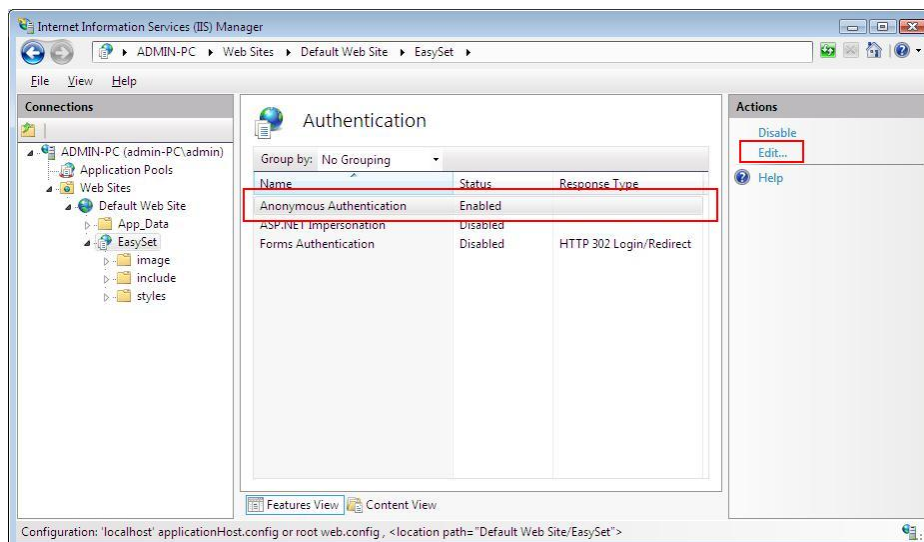 Internet Information Services (IIS) Manager
ADMIN-PC Web Sites Default Web Site EasySet
File View Help
Connections
ADMIN-PC (admin-PC\admin)
Application Pools
Web Sites
Default Web Site
App_Data
EasySet
image
include
styles
Authentication
Group by: No Grouping
Name Status Response Type
Anonymous Authentication Enabled
ASP.NET Impersonation Disabled
Forms Authentication Disabled HTTP 302 Login/Redirect
Features View Content View
Actions
Disable
Edit...
Help
Configuration: 'localhost' applicationHost.config or root web.config , <location path="Default Web Site/EasySet">